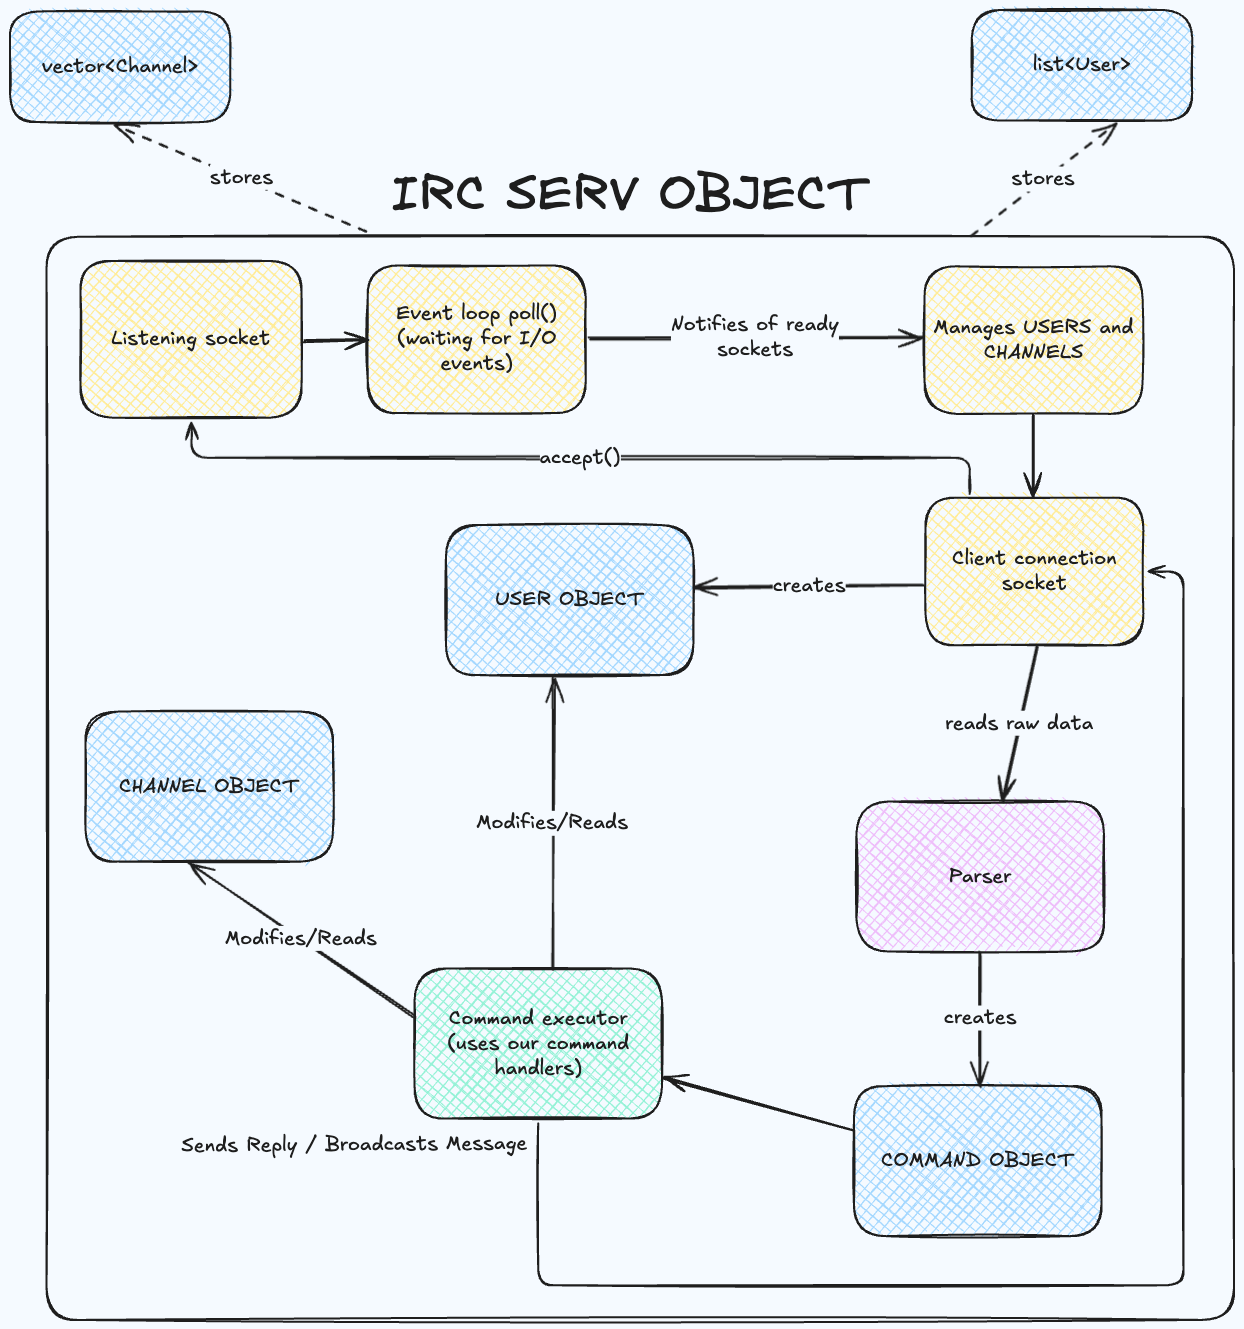 vector<Channel>
list<User>
stores
stores
IRC SERV OBJECT
Listening socket
Event loop poll()
(waiting for I/O
events)
Notifies of ready
sockets
Manages USERS and
CHANNELS
accept()
Client connection
socket
creates
USER OBJECT
reads raw data
CHANNEL OBJECT
Modifies/Reads
Parser
Modifies/Reads
Command executor
(uses our command
handlers)
creates
Sends Reply / Broadcasts Message
COMMAND OBJECT